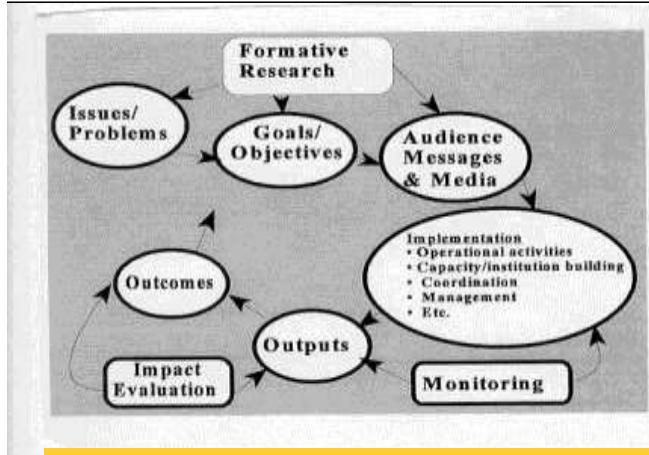 Formative
Research
Issues/
Problems
Goals/
Objectives
Audience
Messages
& Media
Implementation
• Operational activities
• Capacity/institution building
• Coordination
• Management
• Etc.
Outcomes
Outputs
Impact
Evaluation
Monitoring